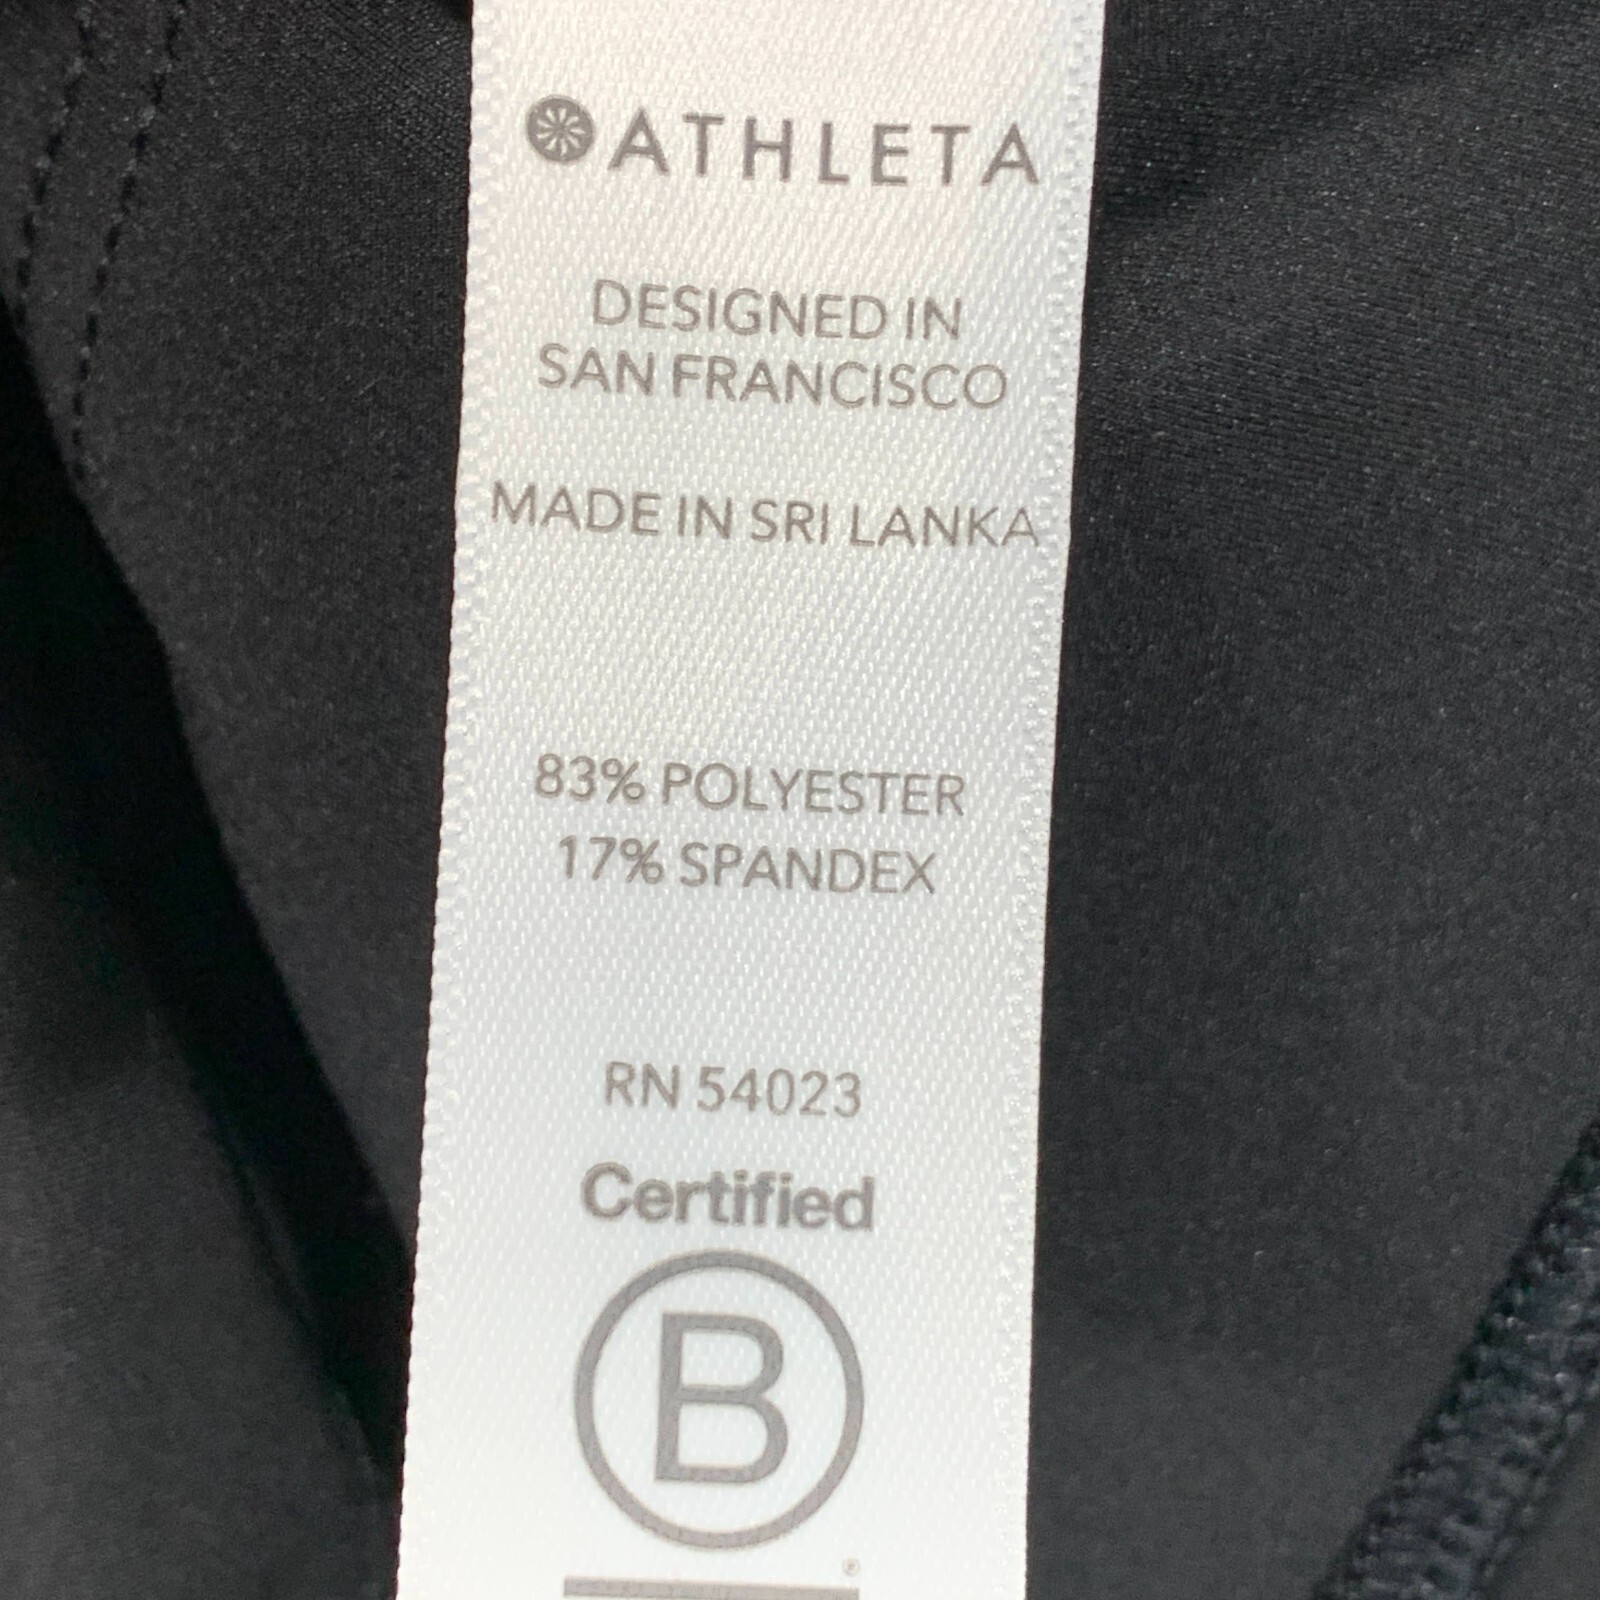 ATHLETA
DESIGNED IN
SAN FRANCISCO
MADE IN SRI LANKA
83% POLYESTER
17% SPANDEX
RN 54023
Certified
B
®